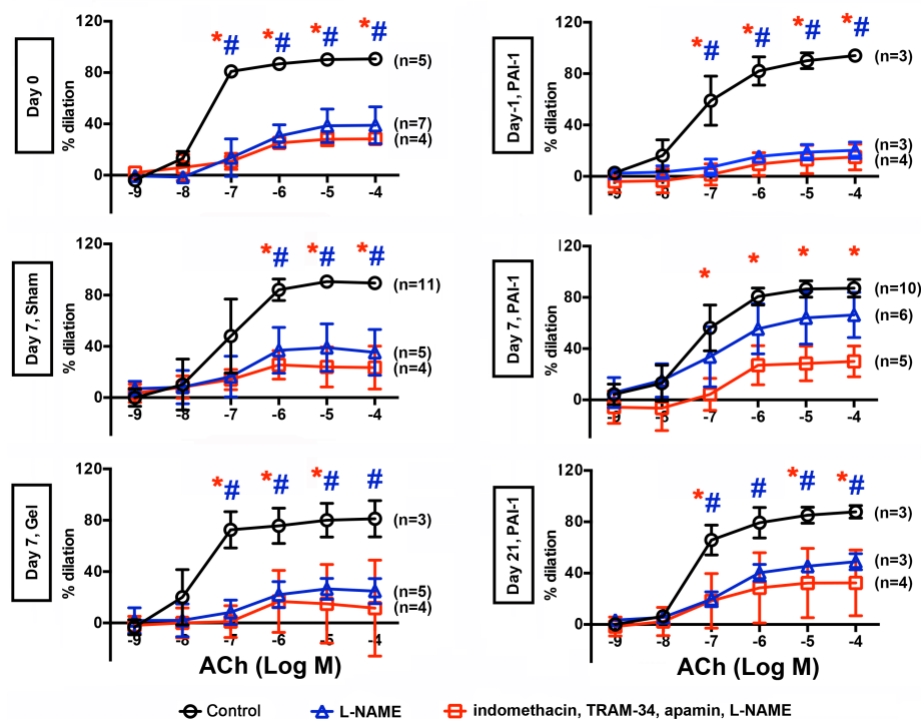 Day 0
% dilation
120
80
40
0
-9
-8
-7
-6
-5
-4
*#
*#
*#
*#
(n=5)
(n=7)
(n=4)
Day-1, PAI-1
% dilation
120
80
40
0
-9
-8
-7
-6
-5
-4
*#
*#
*#
*#
(n=3)
(n=3)
(n=4)
Day 7, Sham
% dilation
120
80
40
0
-9
-8
-7
-6
-5
-4
*#
*#
*#
(n=11)
(n=5)
(n=4)
Day 7, PAI-1
% dilation
120
80
40
0
-9
-8
-7
-6
-5
-4
*
*
*
*
(n=10)
(n=6)
(n=5)
Day 7, Gel
% dilation
120
80
40
0
-9
-8
-7
-6
-5
-4
*#
*#
*#
#
(n=3)
(n=5)
(n=4)
ACh (Log M)
Day 21, PAI-1
% dilation
120
80
40
0
-9
-8
-7
-6
-5
-4
*#
#
*#
*#
(n=3)
(n=3)
(n=4)
ACh (Log M)
Control
L-NAME
indomethacin, TRAM-34, apamin, L-NAME